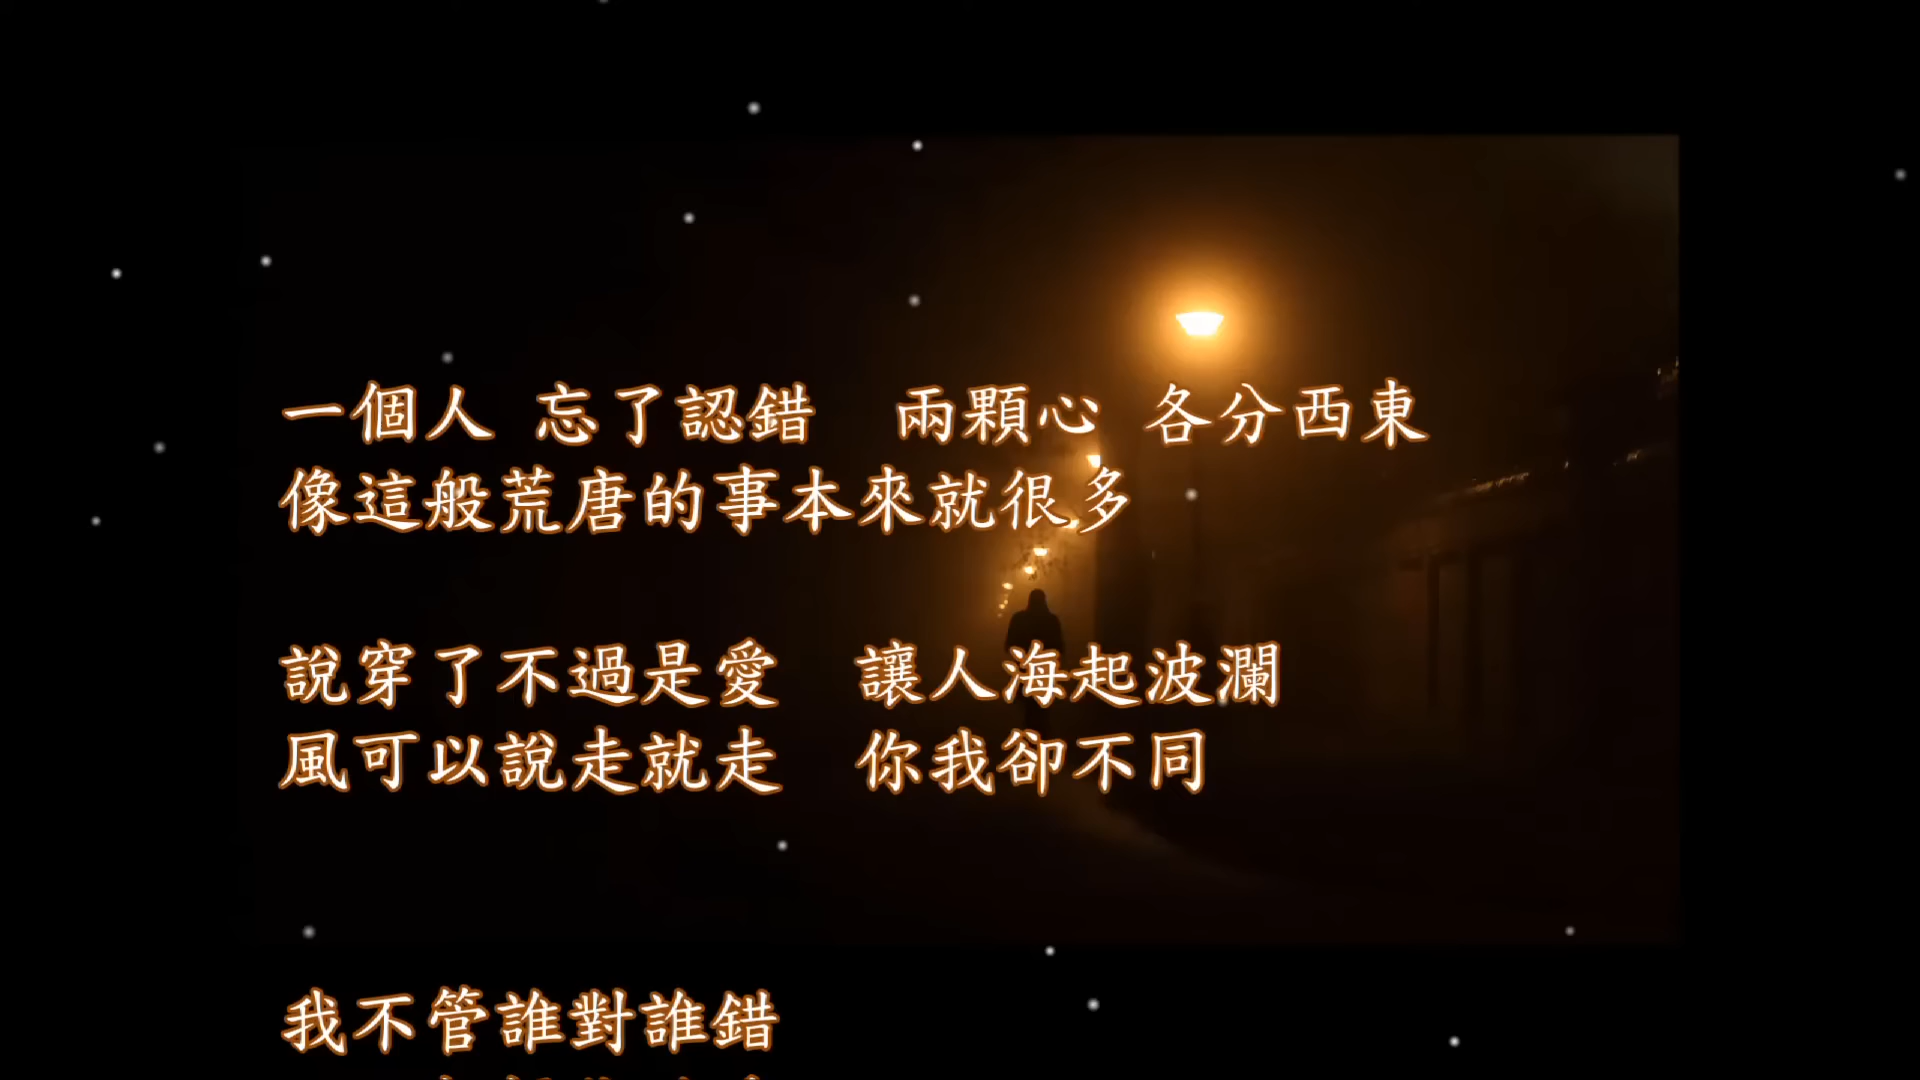 一個人 忘了認錯 兩顆心 各分西東
像這般荒唐的事本來就很多
說穿了不過是愛 讓人海起波瀾
風可以說走就走 你我卻不同
我不管誰對誰錯